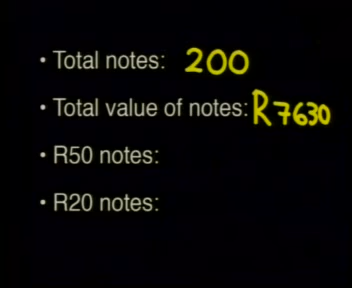 • Total notes: 200
• Total value of notes: R7630
• R50 notes:
• R20 notes: